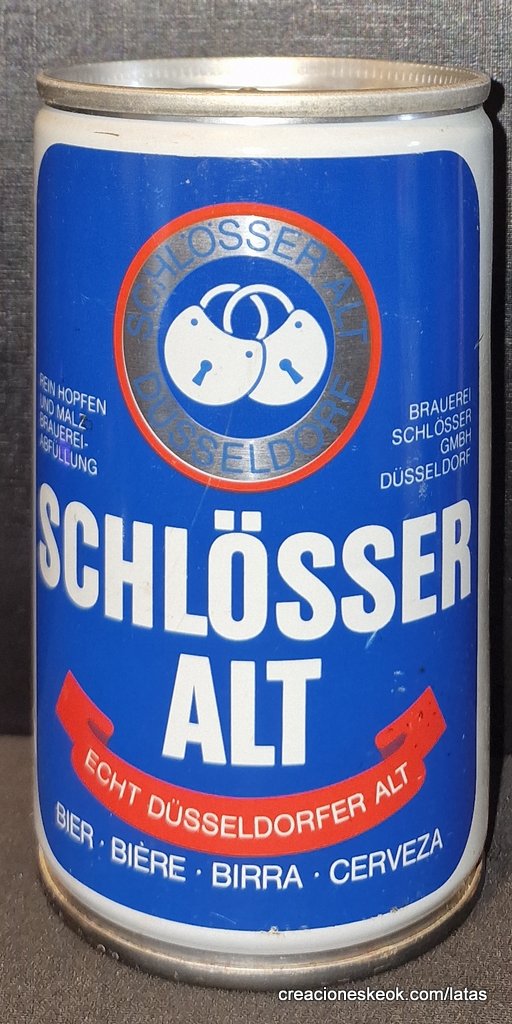 SCHLÖSSER ALT
DÜSSELDORF
REIN HOPFEN
UND MALZ
BRAUEREI-
ABFÜLLUNG
BRAUEREI
SCHLÖSSER
GMBH
DÜSSELDORF
SCHLÖSSER
ALT
ECHT DÜSSELDORFER ALT
BIER · BIÈRE · BIRRA · CERVEZA
creacioneskeok.com/latas